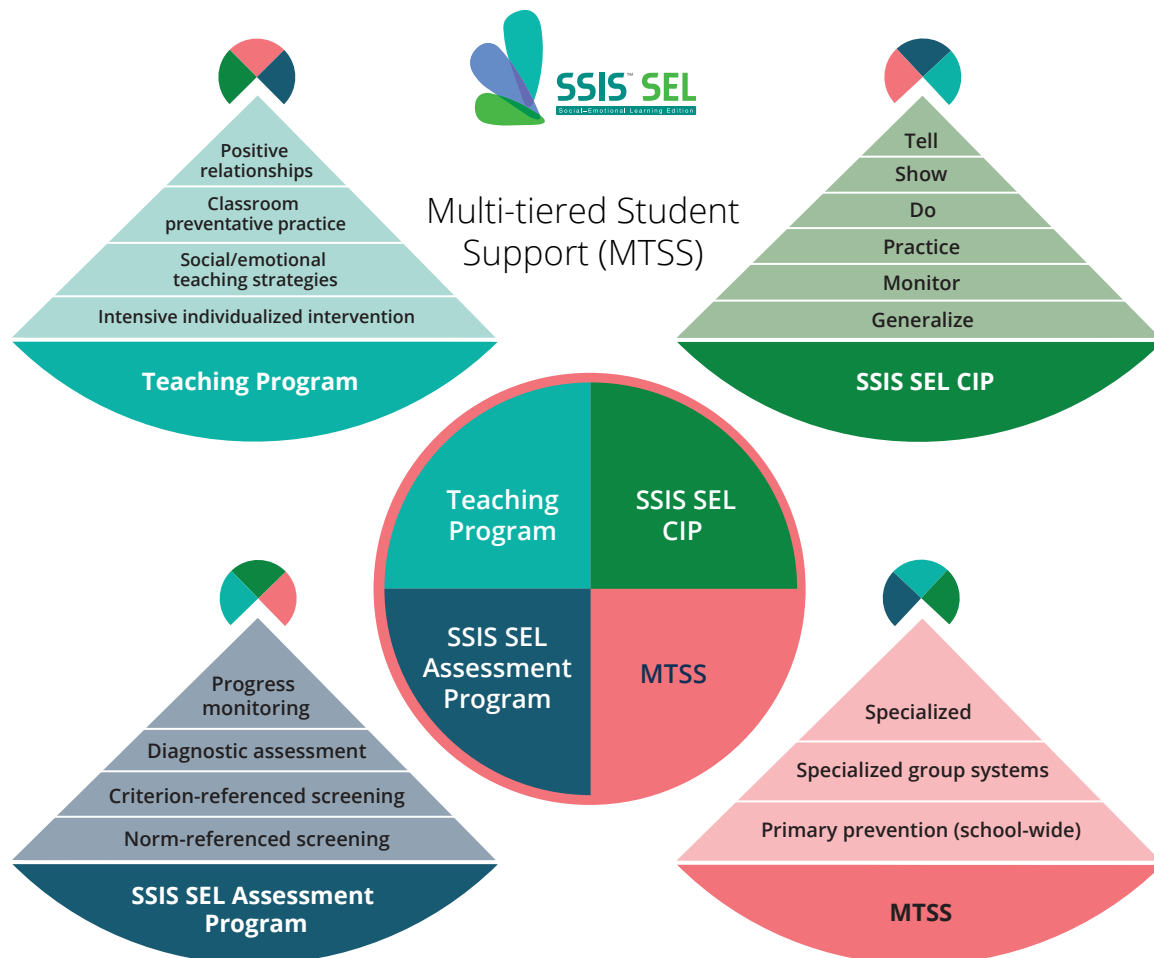 SSIS™ SEL
Social-Emotional Learning Edition
Multi-tiered Student
Support (MTSS)
Positive
relationships
Classroom
preventative practice
Social/emotional
teaching strategies
Intensive individualized intervention
Teaching Program
Tell
Show
Do
Practice
Monitor
Generalize
SSIS SEL CIP
Teaching
Program
SSIS SEL
CIP
SSIS SEL
Assessment
Program
MTSS
Progress
monitoring
Diagnostic assessment
Criterion-referenced screening
Norm-referenced screening
SSIS SEL Assessment
Program
Specialized
Specialized group systems
Primary prevention (school-wide)
MTSS